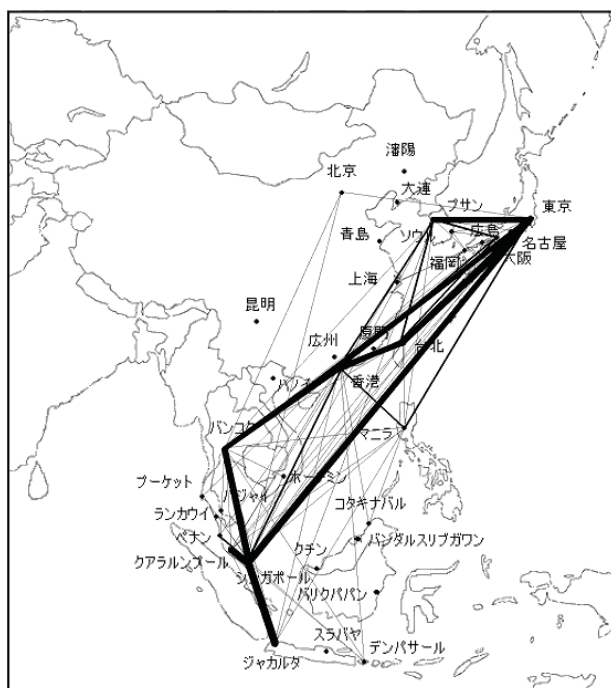 瀋陽
北京
大連
プサン
東京
青島
ソウル
広島
名古屋
福岡
大阪
上海
昆明
広州
厦門
台北
ハノイ
香港
バンコク
マニラ
プーケット
ハジャイ
ホーチミン
ランカウイ
コタキナバル
ペナン
バンダルスリブガワン
クアラルンプール
クチン
シンガポール
バリクパパン
スラバヤ
ジャカルタ
デンパサール